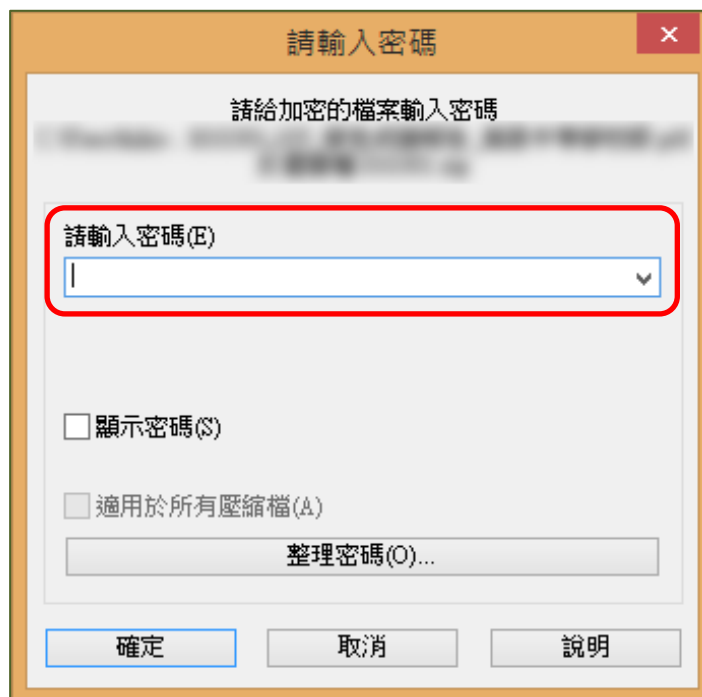 請輸入密碼
請給加密的檔案輸入密碼
請輸入密碼(E)
顯示密碼(S)
適用於所有壓縮檔(A)
整理密碼(O)...
確定
取消
說明